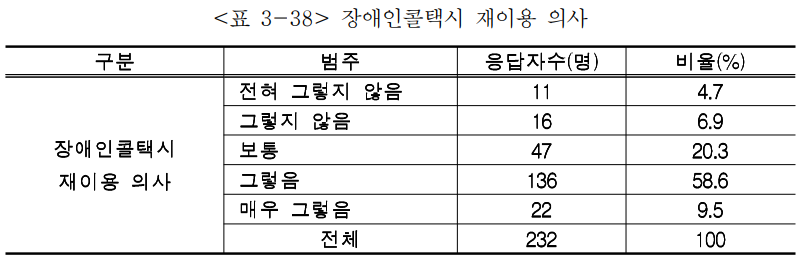 <표 3-38> 장애인콜택시 재이용 의사
구분 범주 응답자수(명) 비율(%)
장애인콜택시
재이용 의사
전혀 그렇지 않음 11 4.7
그렇지 않음 16 6.9
보통 47 20.3
그렇음 136 58.6
매우 그렇음 22 9.5
전체 232 100